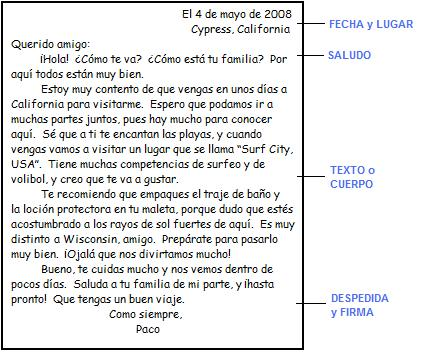 El 4 de mayo de 2008
Cypress, California
Querido amigo:
¡Hola! ¿Cómo te va? ¿Cómo está tu familia? Por
aquí todos están muy bien.
Estoy muy contento de que vengas en unos días a
California para visitarme. Espero que podamos ir a
muchas partes juntos, pues hay mucho para conocer
aquí. Sé que a ti te encantan las playas, y cuando
vengas vamos a visitar un lugar que se llama "Surf City,
USA". Tiene muchas competencias de surfeo y de
volibol, y creo que te va a gustar.
Te recomiendo que empaques el traje de baño y
la loción protectora en tu maleta, porque dudo que estés
acostumbrado a los rayos de sol fuertes de aquí. Es muy
distinto a Wisconsin, amigo. Prepárate para pasarlo
muy bien. ¡Ojalá que nos divirtamos mucho!
Bueno, te cuidas mucho y nos vemos dentro de
pocos días. Saluda a tu familia de mi parte, y ¡hasta
pronto! Que tengas un buen viaje.
Como siempre,
Paco
FECHA y LUGAR
SALUDO
TEXTO o
CUERPO
DESPEDIDA
y FIRMA